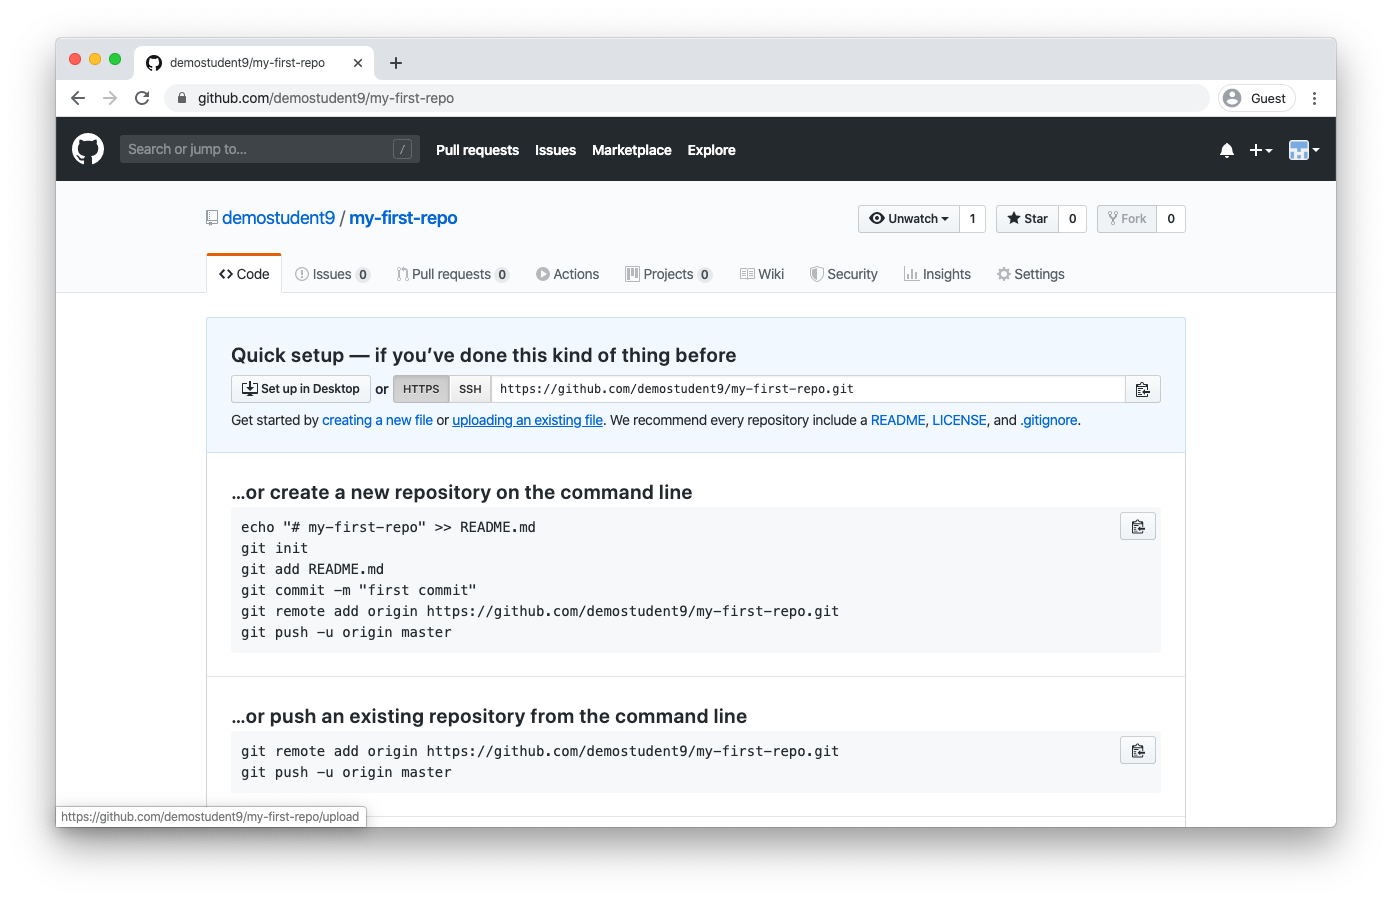 demostudent9/my-first-repo
github.com/demostudent9/my-first-repo
Guest
Search or jump to... / Pull requests Issues Marketplace Explore
demostudent9 / my-first-repo
Unwatch 1 Star 0 Fork 0
Code Issues 0 Pull requests 0 Actions Projects 0 Wiki Security Insights Settings
Quick setup — if you’ve done this kind of thing before
Set up in Desktop or HTTPS SSH https://github.com/demostudent9/my-first-repo.git
Get started by creating a new file or uploading an existing file. We recommend every repository include a README, LICENSE, and .gitignore.
…or create a new repository on the command line
echo "# my-first-repo" >> README.md
git init
git add README.md
git commit -m "first commit"
git remote add origin https://github.com/demostudent9/my-first-repo.git
git push -u origin master
…or push an existing repository from the command line
git remote add origin https://github.com/demostudent9/my-first-repo.git
git push -u origin master
https://github.com/demostudent9/my-first-repo/upload